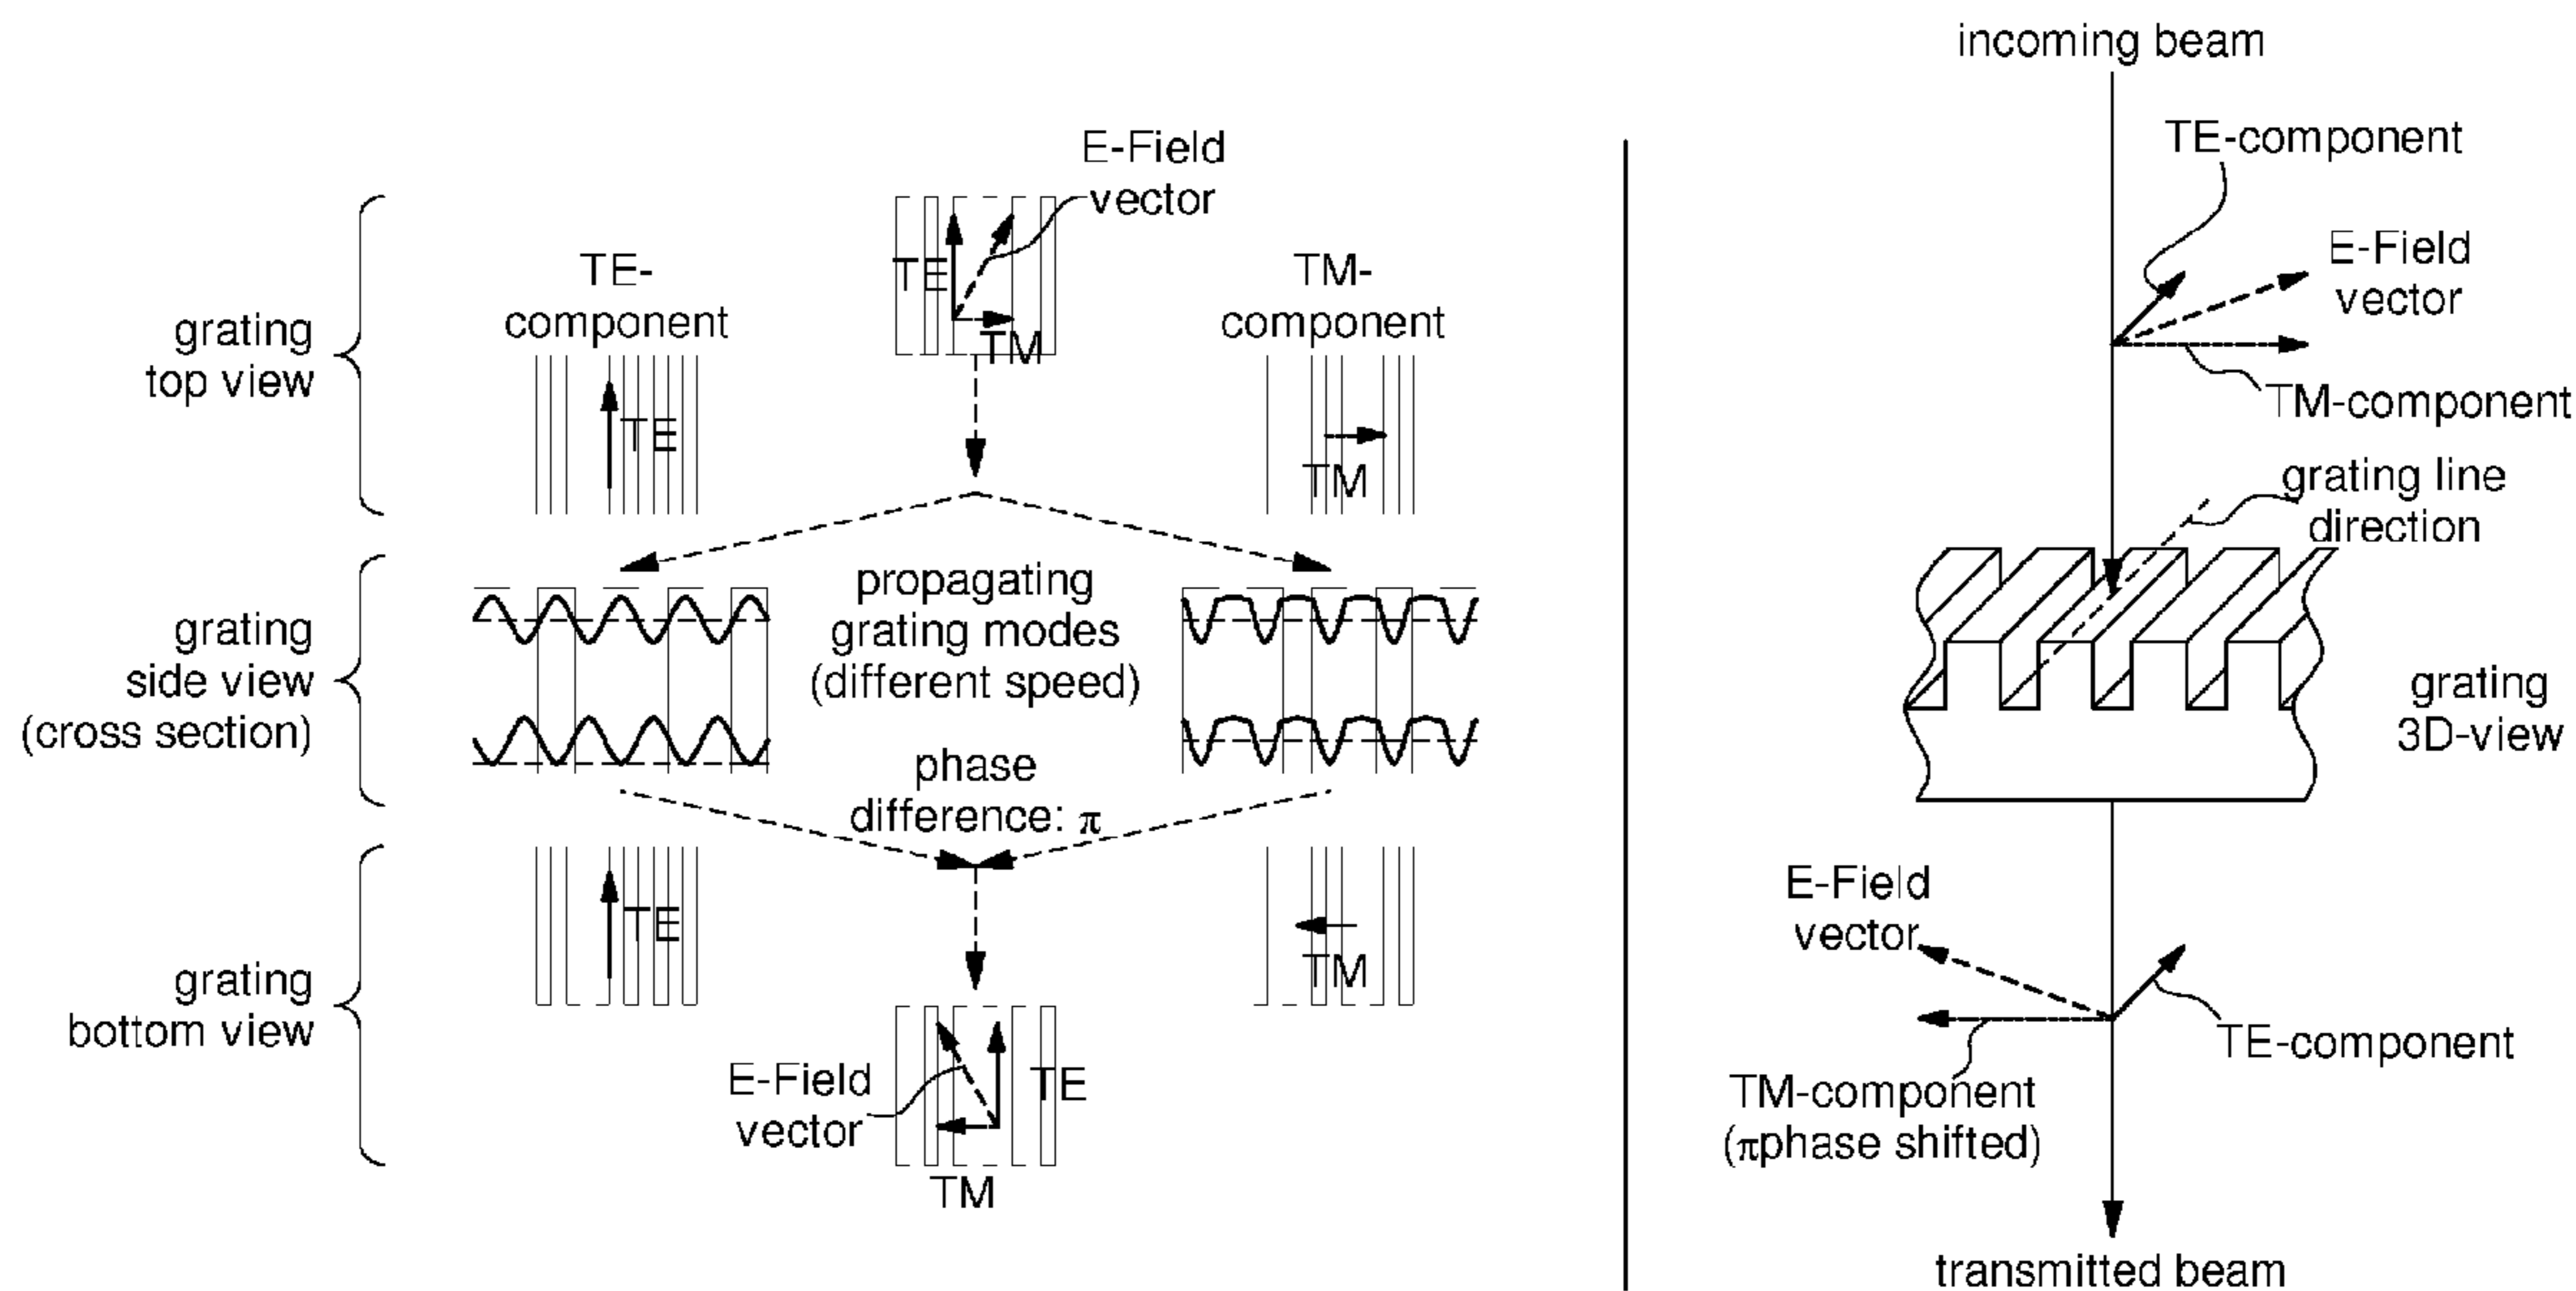 E-Field
vector
TE
TM
TE-
component
TM-
component
grating
top view
TE
TM
grating
side view
(cross section)
propagating
grating modes
(different speed)
phase
difference: π
grating
bottom view
TE
TM
E-Field
vector
TE
TM
incoming beam
TE-component
E-Field
vector
TM-component
grating line
direction
grating
3D-view
E-Field
vector
TE-component
TM-component
(πphase shifted)
transmitted beam